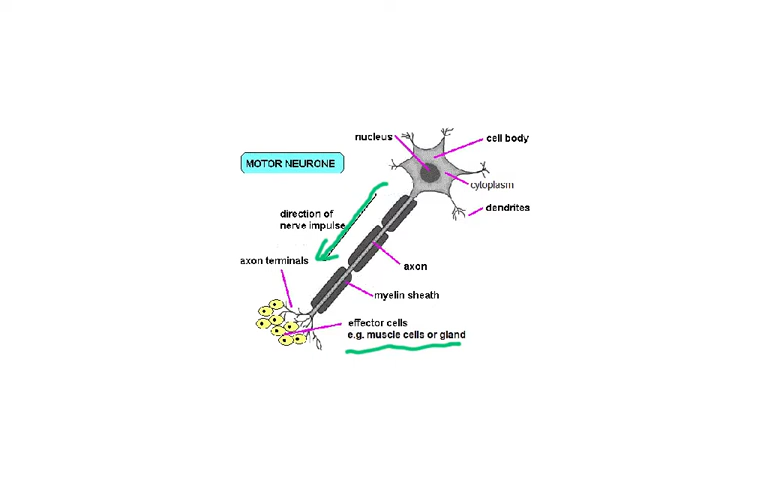 nucleus
cell body
MOTOR NEURONE
cytoplasm
dendrites
direction of
nerve impulse
axon terminals
axon
myelin sheath
effector cells
e.g. muscle cells or gland